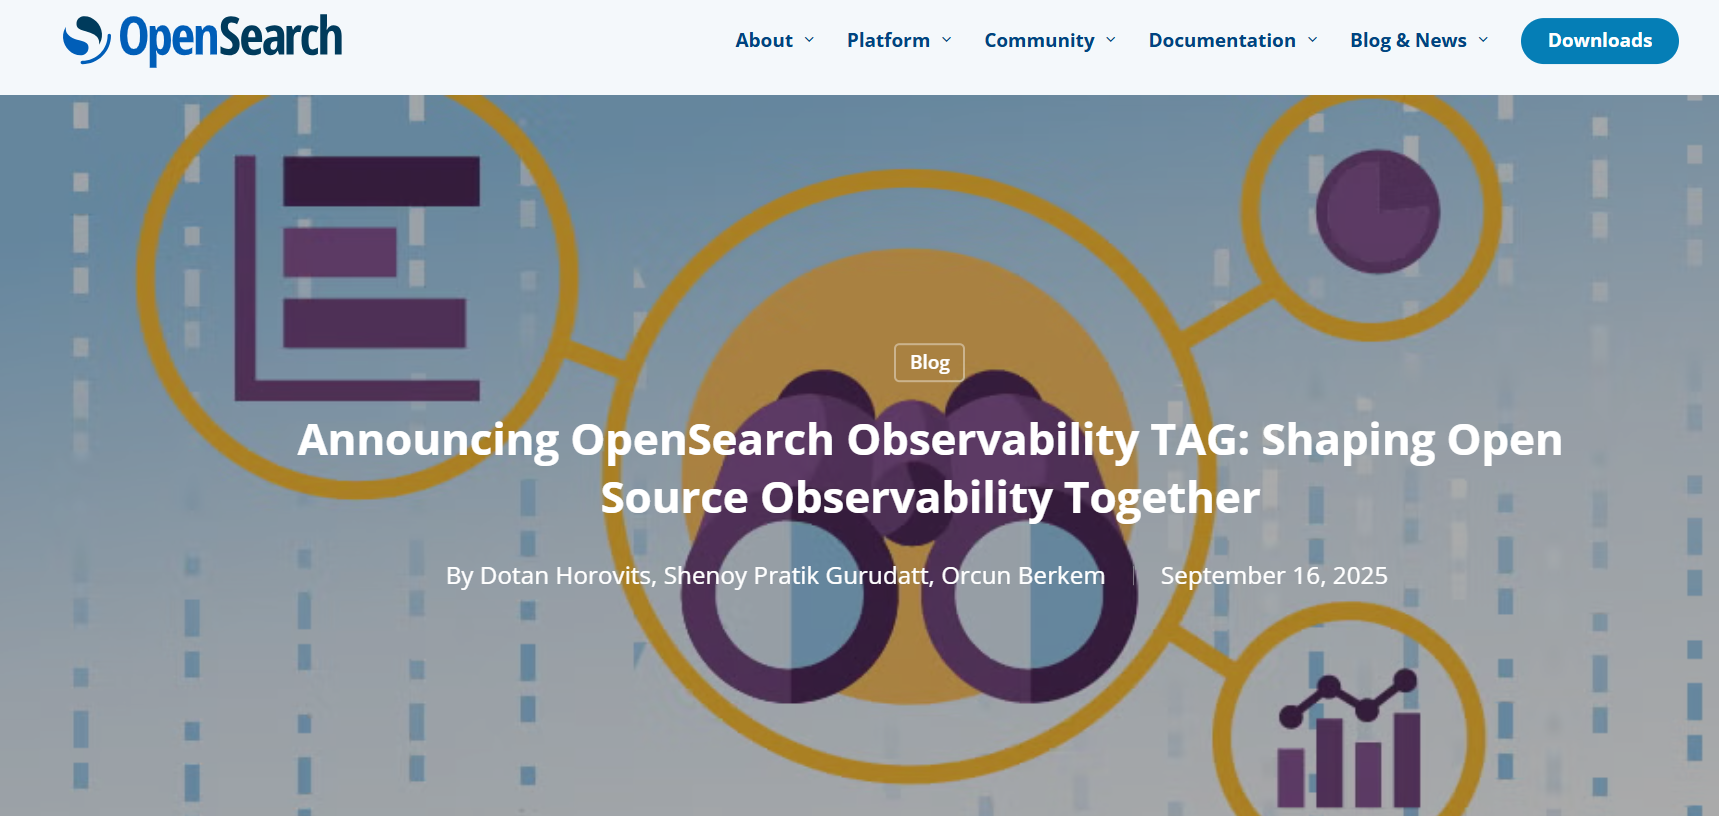 OpenSearch
About
Platform
Community
Documentation
Blog & News
Downloads
Blog
Announcing OpenSearch Observability TAG: Shaping Open
Source Observability Together
By Dotan Horovits, Shenoy Pratik Gurudatt, Orcun Berkem
September 16, 2025